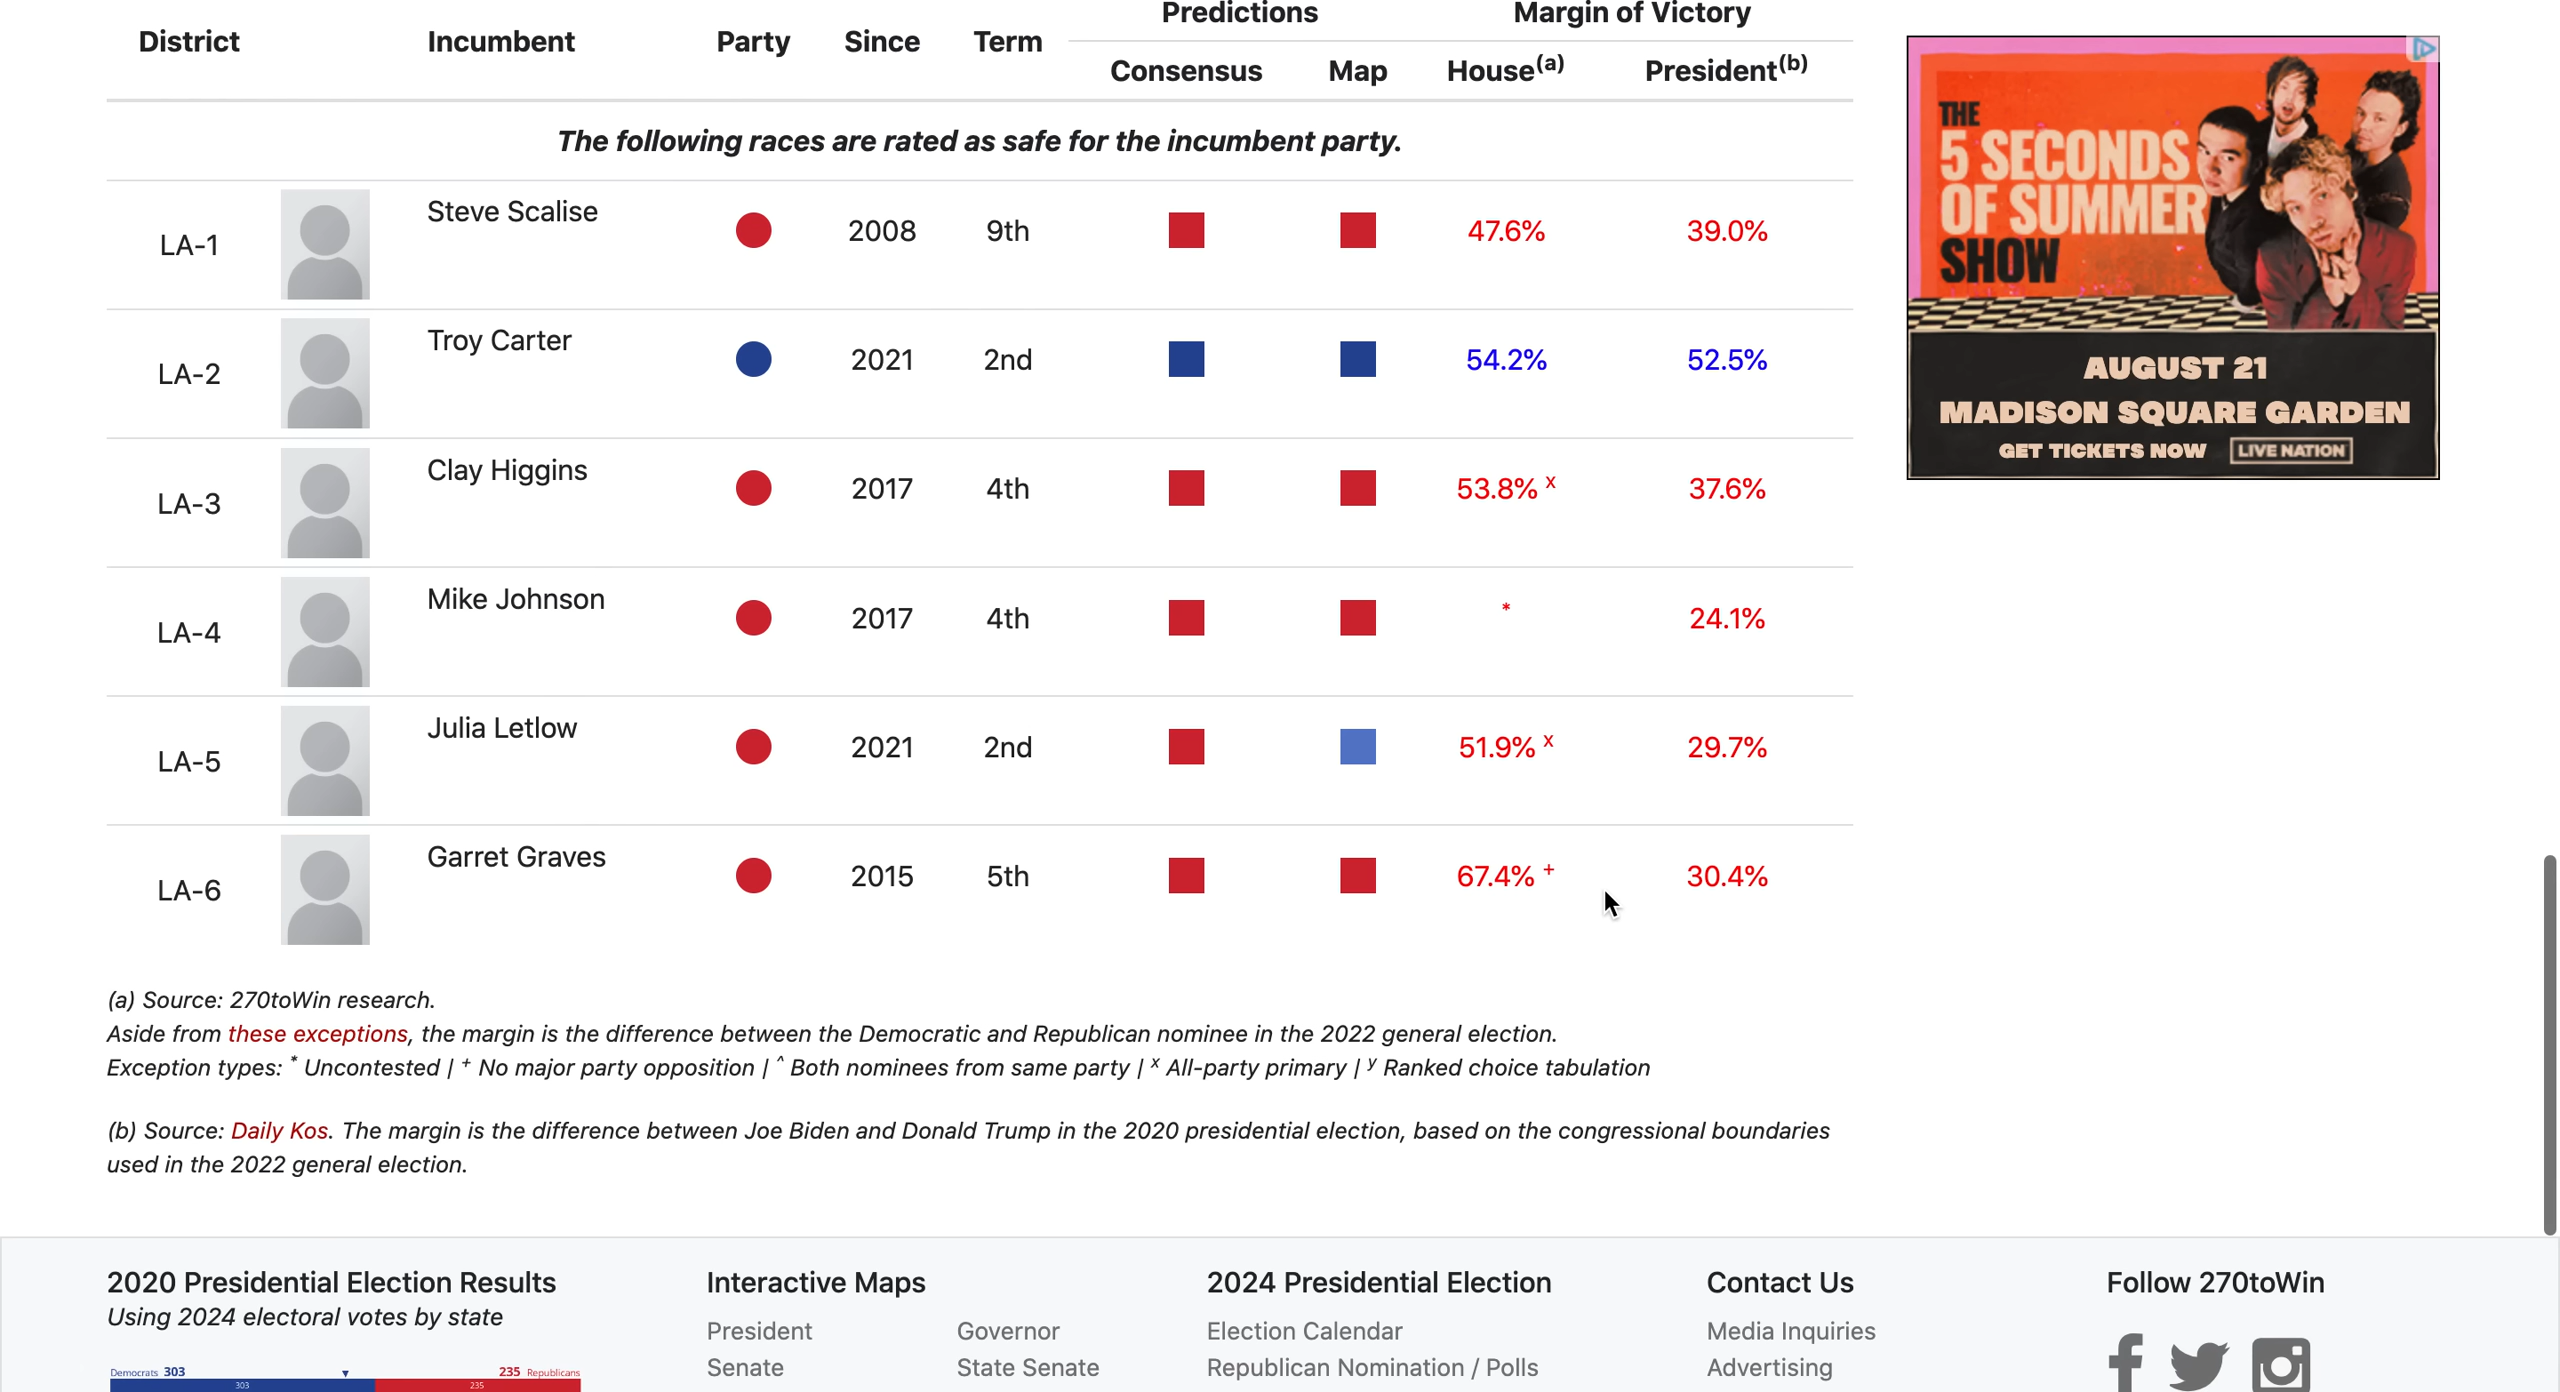 Predictions Margin of Victory
District Incumbent Party Since Term
Consensus Map House(a) President(b)
The following races are rated as safe for the incumbent party.
LA-1 Steve Scalise 2008 9th 47.6% 39.0%
LA-2 Troy Carter 2021 2nd 54.2% 52.5%
LA-3 Clay Higgins 2017 4th 53.8% x 37.6%
LA-4 Mike Johnson 2017 4th * 24.1%
LA-5 Julia Letlow 2021 2nd 51.9% x 29.7%
LA-6 Garret Graves 2015 5th 67.4% + 30.4%
(a) Source: 270toWin research.
Aside from these exceptions, the margin is the difference between the Democratic and Republican nominee in the 2022 general election.
Exception types: * Uncontested | + No major party opposition | ^ Both nominees from same party | x All-party primary | y Ranked choice tabulation
(b) Source: Daily Kos. The margin is the difference between Joe Biden and Donald Trump in the 2020 presidential election, based on the congressional boundaries
used in the 2022 general election.
THE
5 SECONDS
OF SUMMER
SHOW
AUGUST 21
MADISON SQUARE GARDEN
GET TICKETS NOW LIVE NATION
2020 Presidential Election Results
Using 2024 electoral votes by state
Democrats 303 235 Republicans
303 235
Interactive Maps
President Governor
Senate State Senate
2024 Presidential Election
Election Calendar
Republican Nomination / Polls
Contact Us
Media Inquiries
Advertising
Follow 270toWin